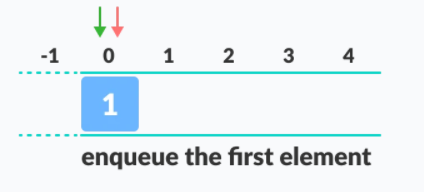 -1 0 1 2 3 4
1
enqueue the first element